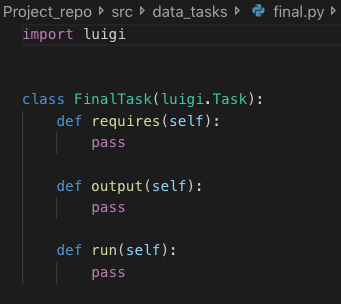 Project_repo > src > data_tasks > final.py >
import luigi
class FinalTask(luigi.Task):
    def requires(self):
        pass
    def output(self):
        pass
    def run(self):
        pass